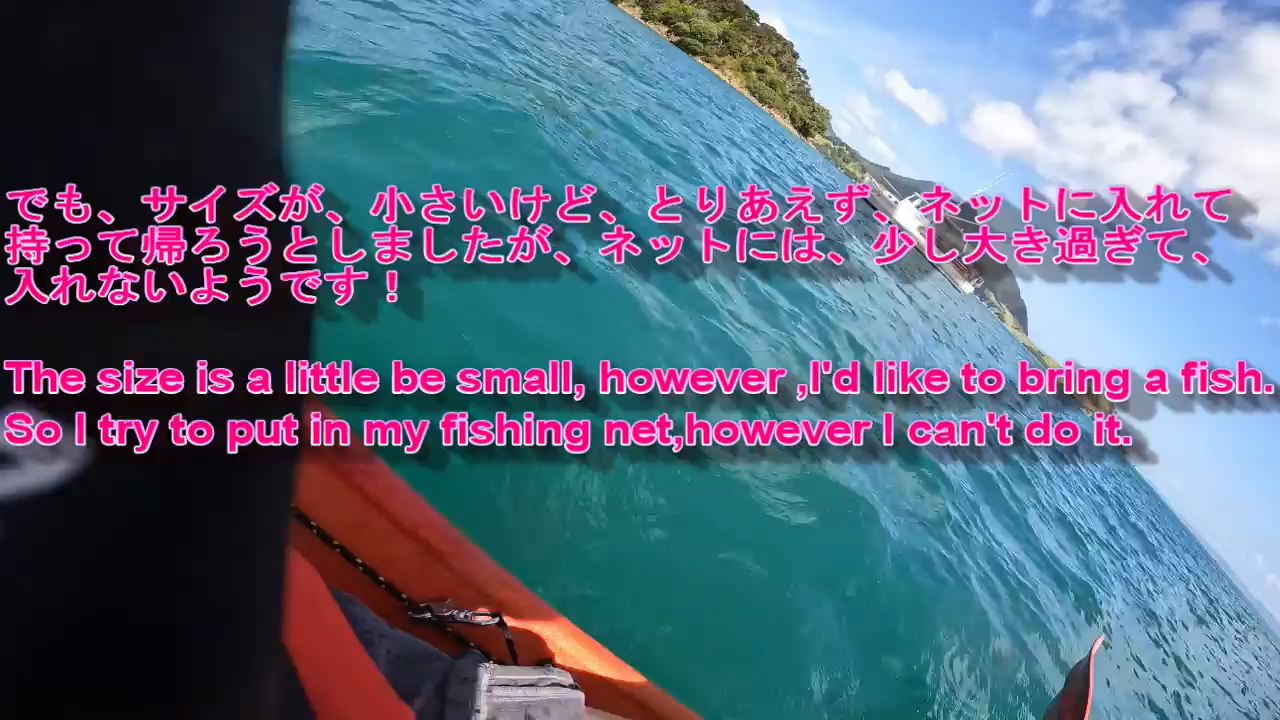 でも、サイズが、小さいけど、とりあえず、ネットに入れて
持って帰ろうとしましたが、ネットには、少し大き過ぎて、
入れないようです！
The size is a little be small, however ,I'd like to bring a fish.
So I try to put in my fishing net,however I can't do it.